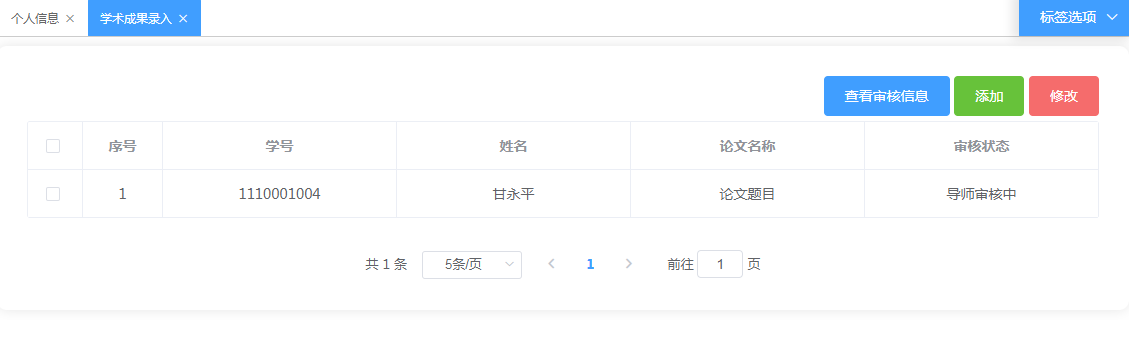 个人信息 × 学术成果录入 × 标签选项
查看审核信息 添加 修改
序号 学号 姓名 论文名称 审核状态
1 1110001004 甘永平 论文题目 导师审核中
共 1 条 5条/页 1 前往 1 页